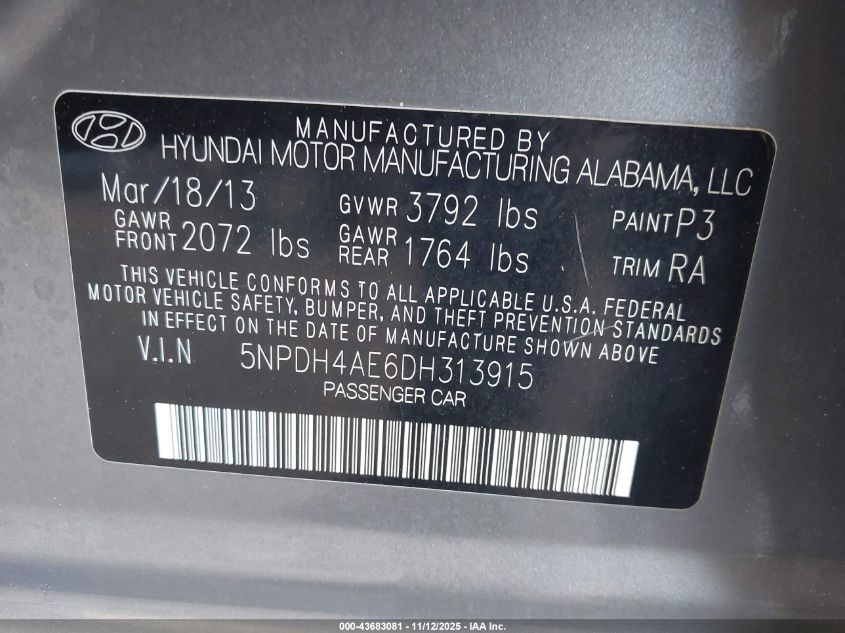 MANUFACTURED BY
HYUNDAI MOTOR MANUFACTURING ALABAMA, LLC
Mar/18/13 GVWR 3792 lbs PAINT P3
GAWR FRONT 2072 lbs GAWR REAR 1764 lbs TRIM RA
THIS VEHICLE CONFORMS TO ALL APPLICABLE U.S.A. FEDERAL
MOTOR VEHICLE SAFETY, BUMPER, AND THEFT PREVENTION STANDARDS
IN EFFECT ON THE DATE OF MANUFACTURE SHOWN ABOVE
V.I.N 5NPDH4AE6DH313915
PASSENGER CAR
000-43683081 - 11/12/2025 - IAA Inc.